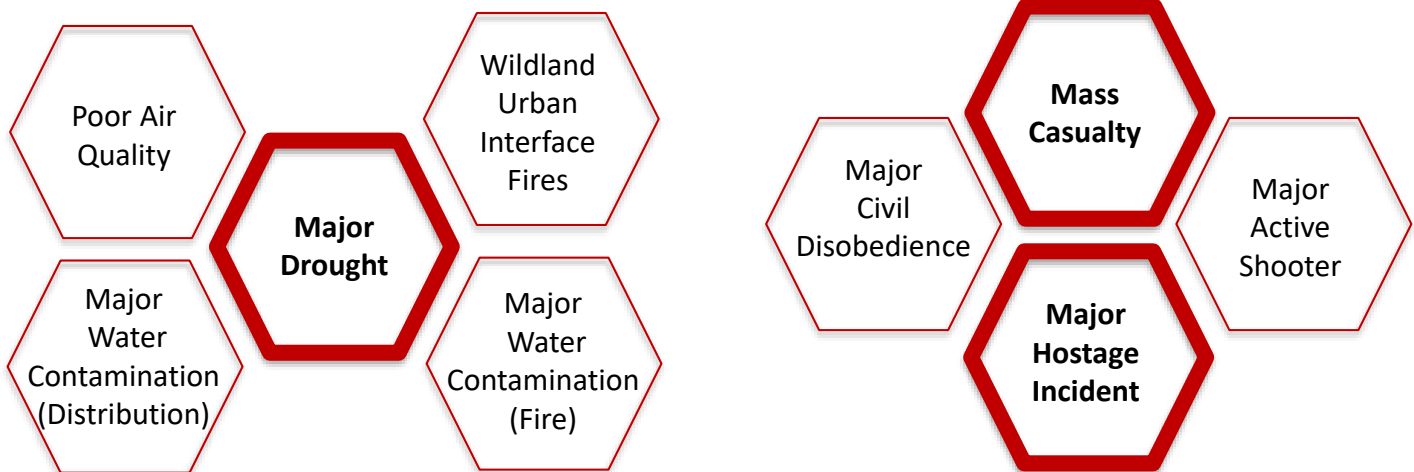 Poor Air
Quality
Wildland
Urban
Interface
Fires
Major
Drought
Major
Water
Contamination
(Distribution)
Major
Water
Contamination
(Fire)
Mass
Casualty
Major
Civil
Disobedience
Major
Active
Shooter
Major
Hostage
Incident